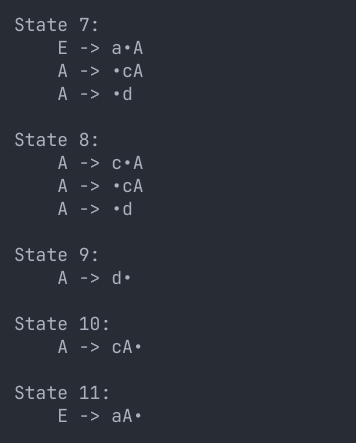 State 7:
    E -> a•A
    A -> •cA
    A -> •d

State 8:
    A -> c•A
    A -> •cA
    A -> •d

State 9:
    A -> d•

State 10:
    A -> cA•

State 11:
    E -> aA•